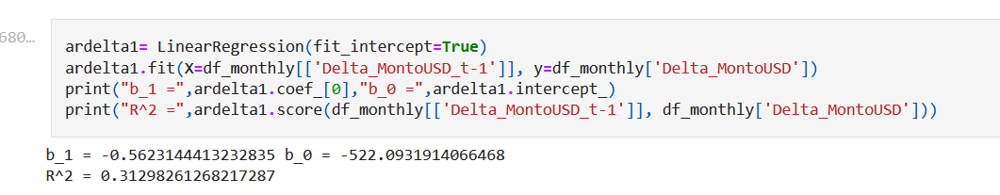 680…
ardelta1= LinearRegression(fit_intercept=True)
ardelta1.fit(X=df_monthly[['Delta_MontoUSD_t-1']], y=df_monthly['Delta_MontoUSD'])
print("b_1 =",ardelta1.coef_[0],"b_0 =",ardelta1.intercept_)
print("R^2 =",ardelta1.score(df_monthly[['Delta_MontoUSD_t-1']], df_monthly['Delta_MontoUSD']))
b_1 = -0.5623144413232835 b_0 = -522.0931914066468
R^2 = 0.31298261268217287